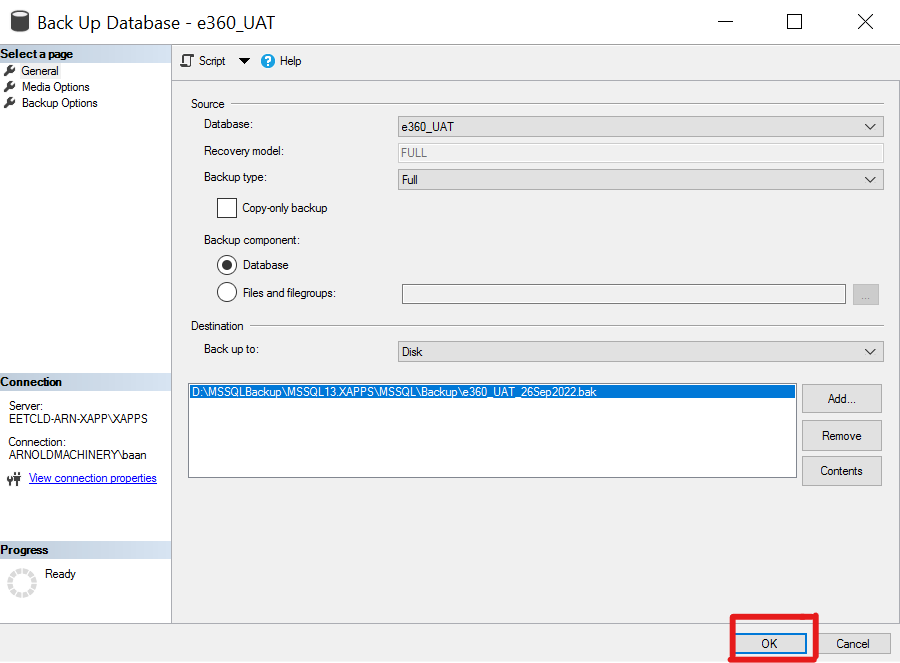 Back Up Database - e360_UAT
Select a page
General
Media Options
Backup Options
Script
Help
Source
Database:
e360_UAT
Recovery model:
FULL
Backup type:
Full
Copy-only backup
Backup component:
Database
Files and filegroups:
...
Destination
Back up to:
Disk
D:\MSSQLBackup\MSSQL13.XAPPS\MSSQL\Backup\e360_UAT_26Sep2022.bak
Add...
Remove
Contents
Connection
Server:
EETCLD-ARN-XAPP\XAPPS
Connection:
ARNOLDMACHINERY\baan
View connection properties
Progress
Ready
OK
Cancel